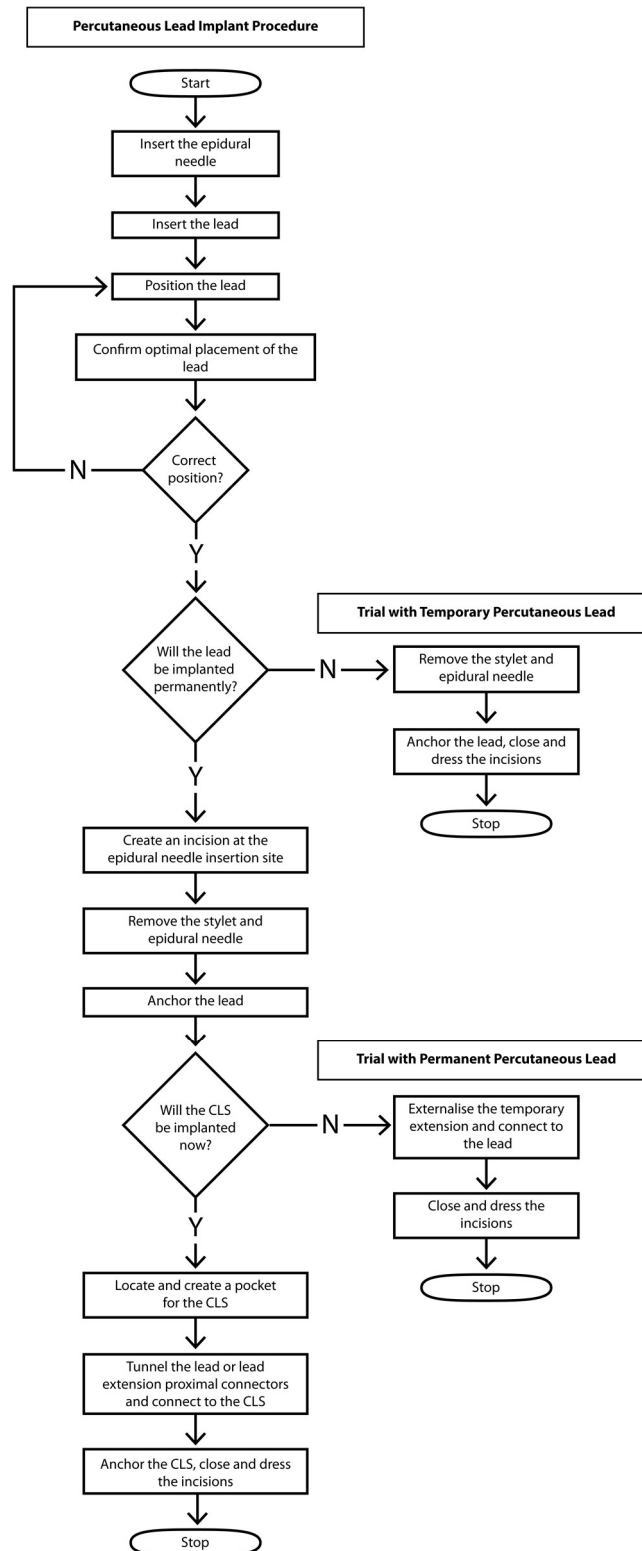 Percutaneous Lead Implant Procedure
Start
Insert the epidural
needle
Insert the lead
Position the lead
Confirm optimal placement of the
lead
Correct
position?
N
Y
Will the lead
be implanted
permanently?
N
Trial with Temporary Percutaneous Lead
Remove the stylet and
epidural needle
Anchor the lead, close and
dress the incisions
Stop
Y
Create an incision at the
epidural needle insertion site
Remove the stylet and
epidural needle
Anchor the lead
Will the CLS
be implanted
now?
N
Trial with Permanent Percutaneous Lead
Externalise the temporary
extension and connect to
the lead
Close and dress the
incisions
Stop
Y
Locate and create a pocket
for the CLS
Tunnel the lead or lead
extension proximal connectors
and connect to the CLS
Anchor the CLS, close and dress
the incisions
Stop